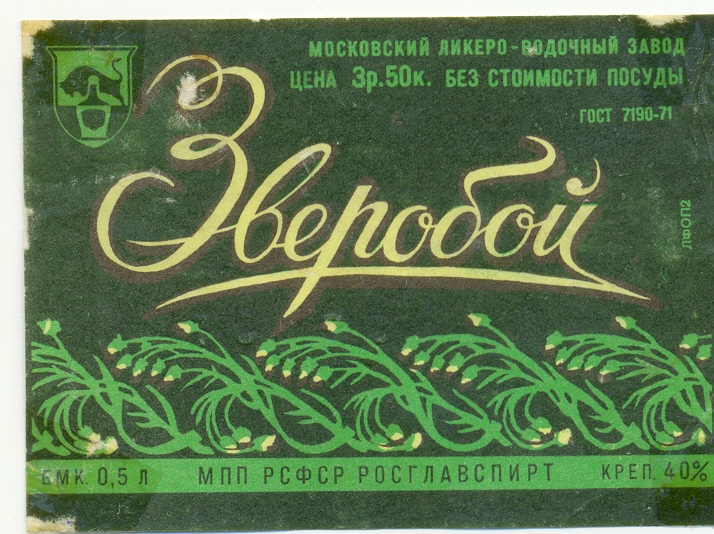 МОСКОВСКИЙ ЛИКЕРО-ВОДОЧНЫЙ ЗАВОД
ЦЕНА 3р.50к. БЕЗ СТОИМОСТИ ПОСУДЫ
ГОСТ 7190-71
Зверобой
ЛФОП2
ЕМК. 0,5 Л МПП РСФСР РОСГЛАВСПИРТ КРЕП. 40%